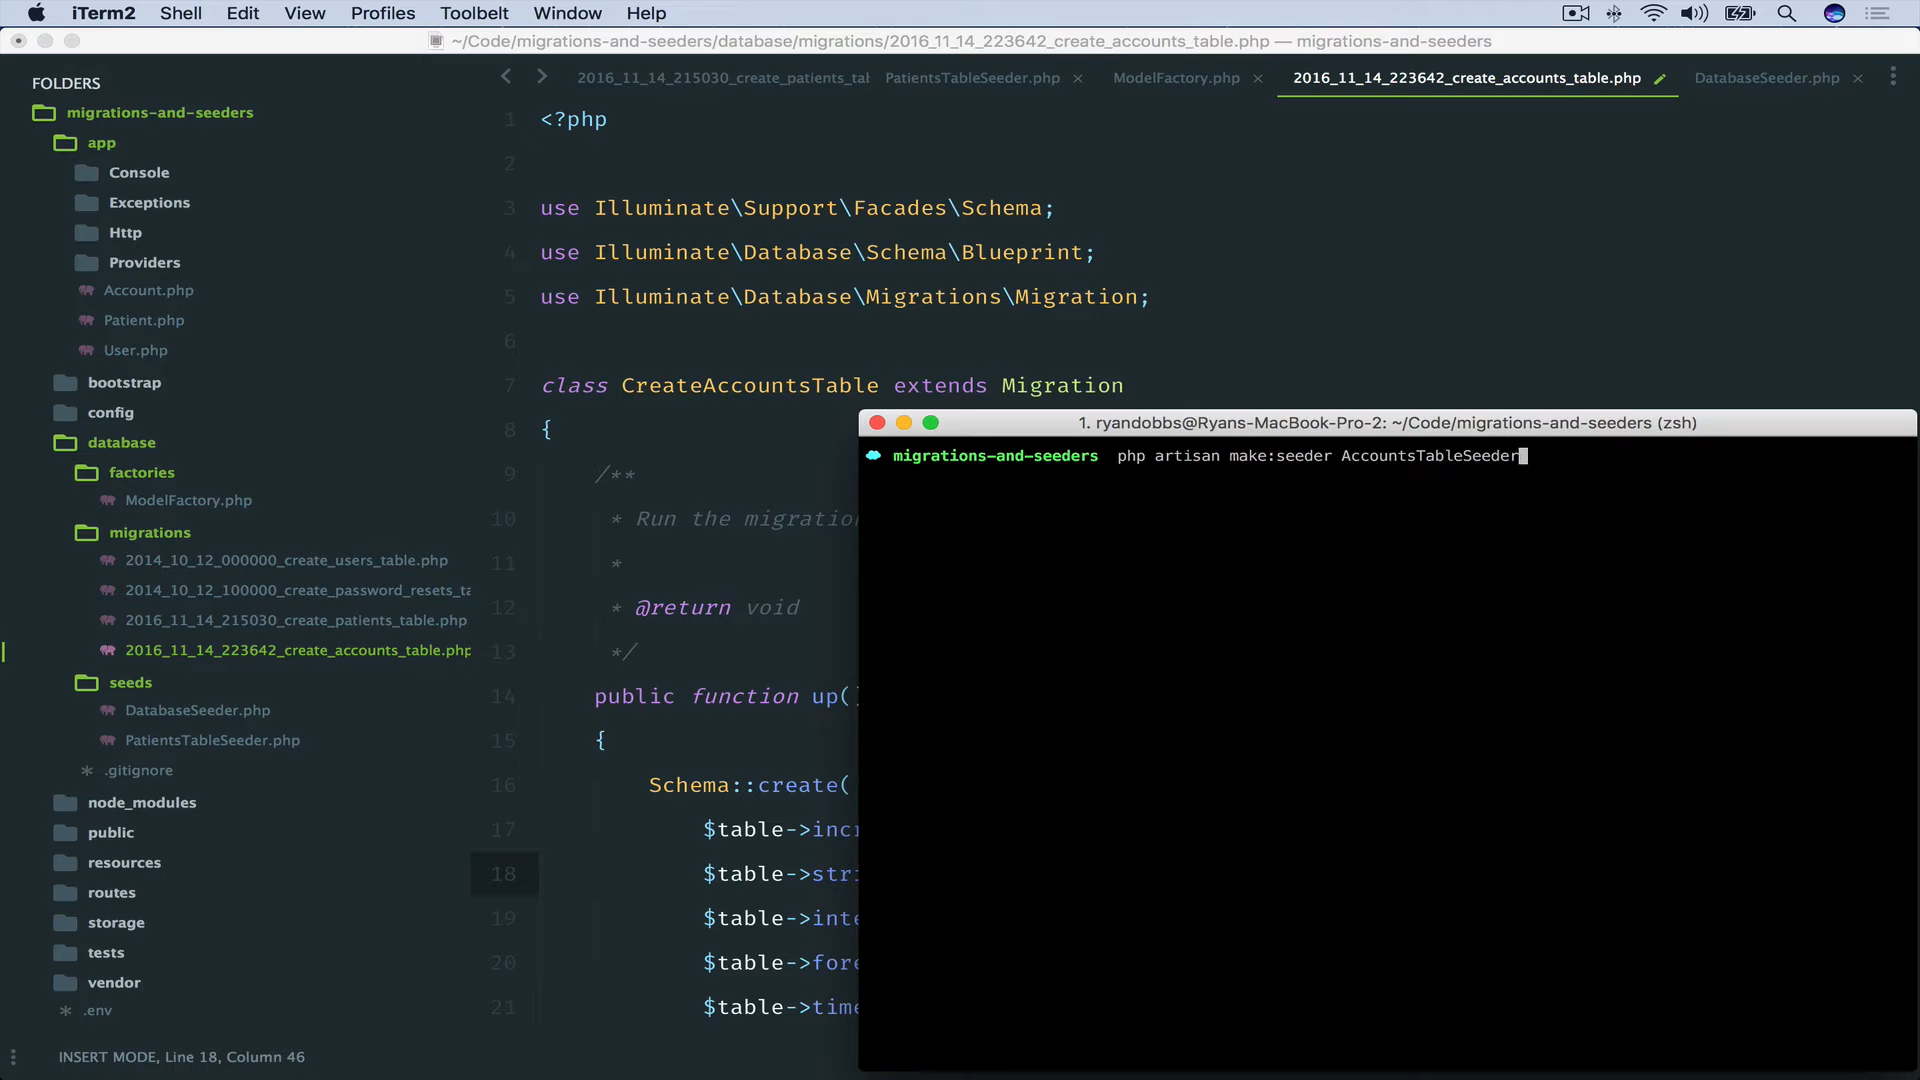 iTerm2 Shell Edit View Profiles Toolbelt Window Help
~/Code/migrations-and-seeders/database/migrations/2016_11_14_223642_create_accounts_table.php — migrations-and-seeders
FOLDERS
migrations-and-seeders
app
Console
Exceptions
Http
Providers
Account.php
Patient.php
User.php
bootstrap
config
database
factories
ModelFactory.php
migrations
2014_10_12_000000_create_users_table.php
2014_10_12_100000_create_password_resets_ta
2016_11_14_215030_create_patients_table.php
2016_11_14_223642_create_accounts_table.php
seeds
DatabaseSeeder.php
PatientsTableSeeder.php
* .gitignore
node_modules
public
resources
routes
storage
tests
vendor
* .env
INSERT MODE, Line 18, Column 46
2016_11_14_215030_create_patients_tabl PatientsTableSeeder.php × ModelFactory.php × 2016_11_14_223642_create_accounts_table.php DatabaseSeeder.php ×
1 <?php
2
3 use Illuminate\Support\Facades\Schema;
4 use Illuminate\Database\Schema\Blueprint;
5 use Illuminate\Database\Migrations\Migration;
6
7 class CreateAccountsTable extends Migration
8 {
9 /**
10 * Run the migration
11 *
12 * @return void
13 */
14 public function up()
15 {
16 Schema::create(
17 $table->incr
18 $table->stri
19 $table->inte
20 $table->fore
21 $table->time
1. ryandobbs@Ryans-MacBook-Pro-2: ~/Code/migrations-and-seeders (zsh)
migrations-and-seeders php artisan make:seeder AccountsTableSeeder